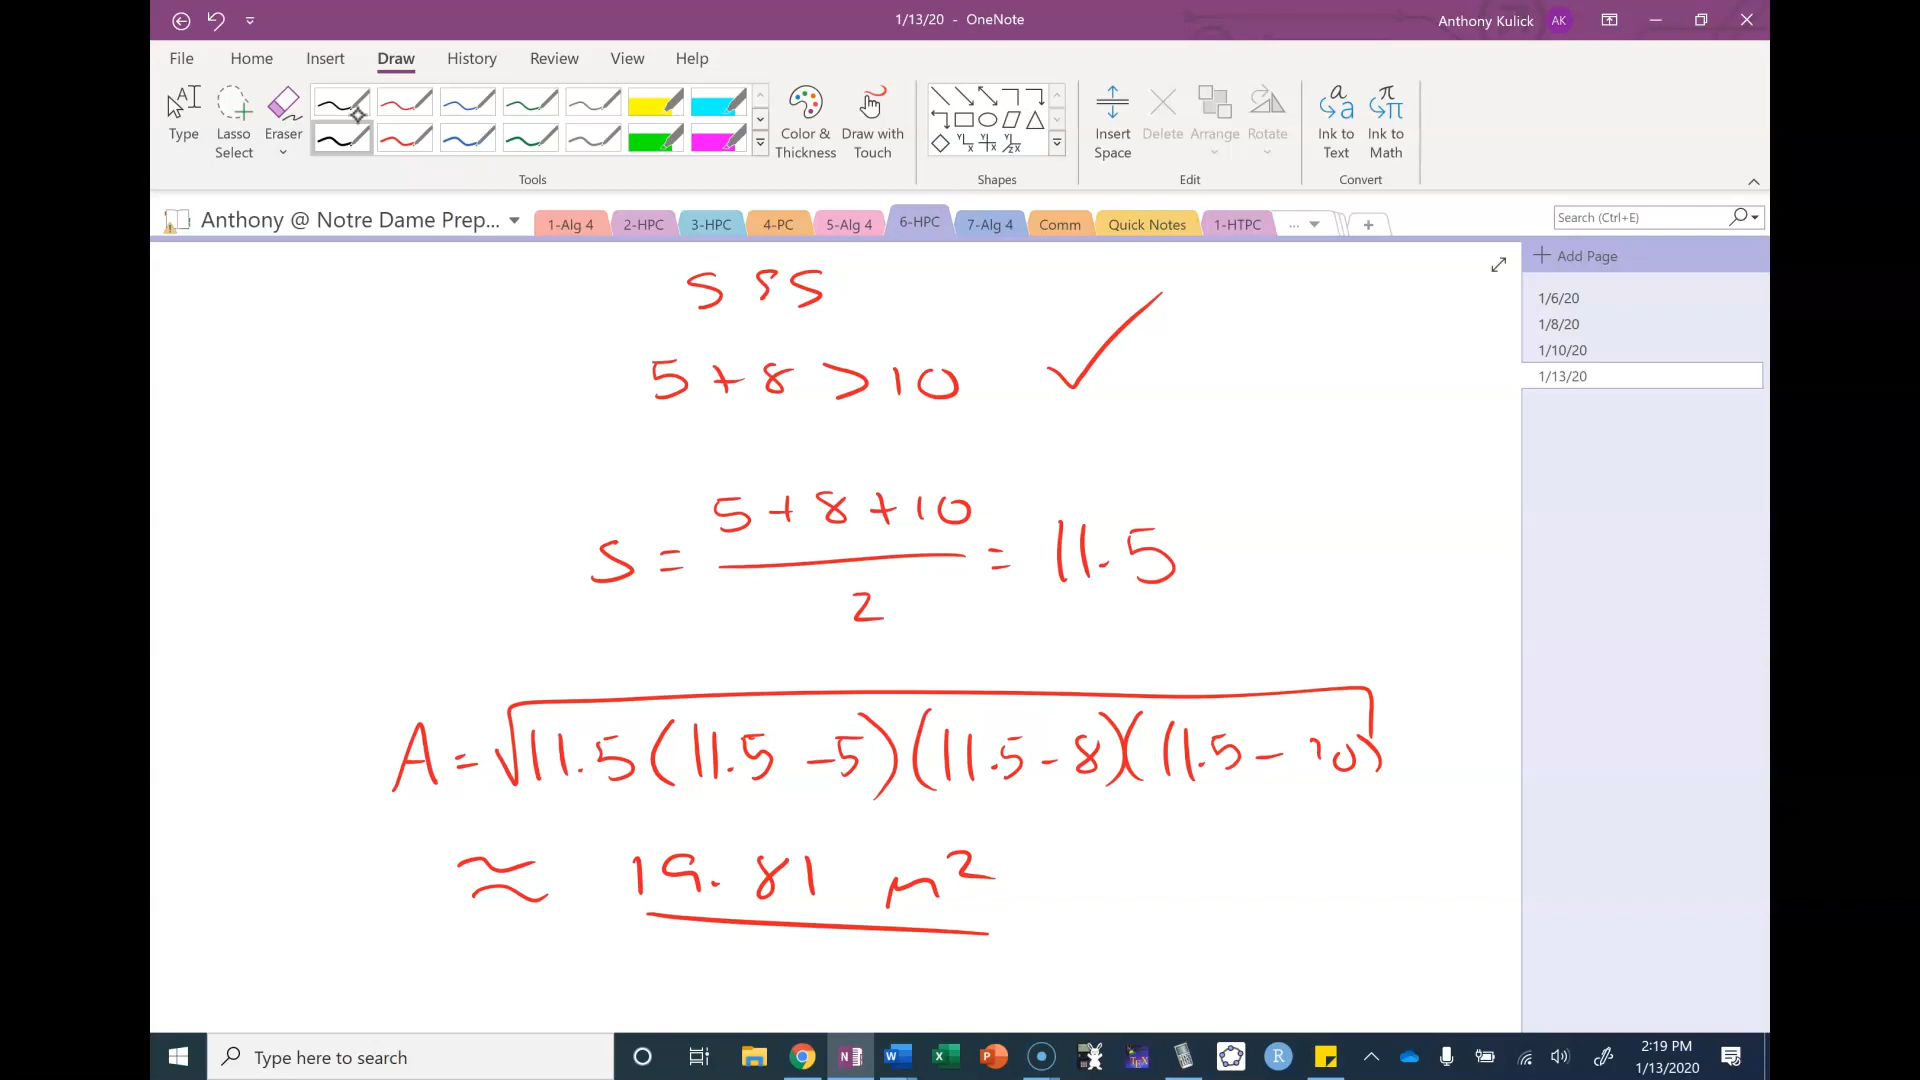 1/13/20 - OneNote
Anthony Kulick AK
File Home Insert Draw History View Help
Type
Lasso Select
Eraser
Color & Thickness
Draw with Touch
Insert Space
Delete
Arrange
Rotate
Ink to Text
Ink to Math
Tools Shapes Edit Convert
Anthony @ Notre Dame Prep... 1-Alg 4 2-HPC 3-HPC 4-PC 5-Alg 4 6-HPC 7-Alg 4 Comm Quick Notes 1-HTPC ... Search (Ctrl+E)
Add Page
1/6/20
1/8/20
1/10/20
1/13/20
S S S
5 + 8 > 10 ✓
S = (5 + 8 + 10) / 2 = 11.5
A = √11.5(11.5 - 5)(11.5 - 8)(11.5 - 10)
≈ 19.81 m²
Type here to search
2:19 PM
1/13/2020